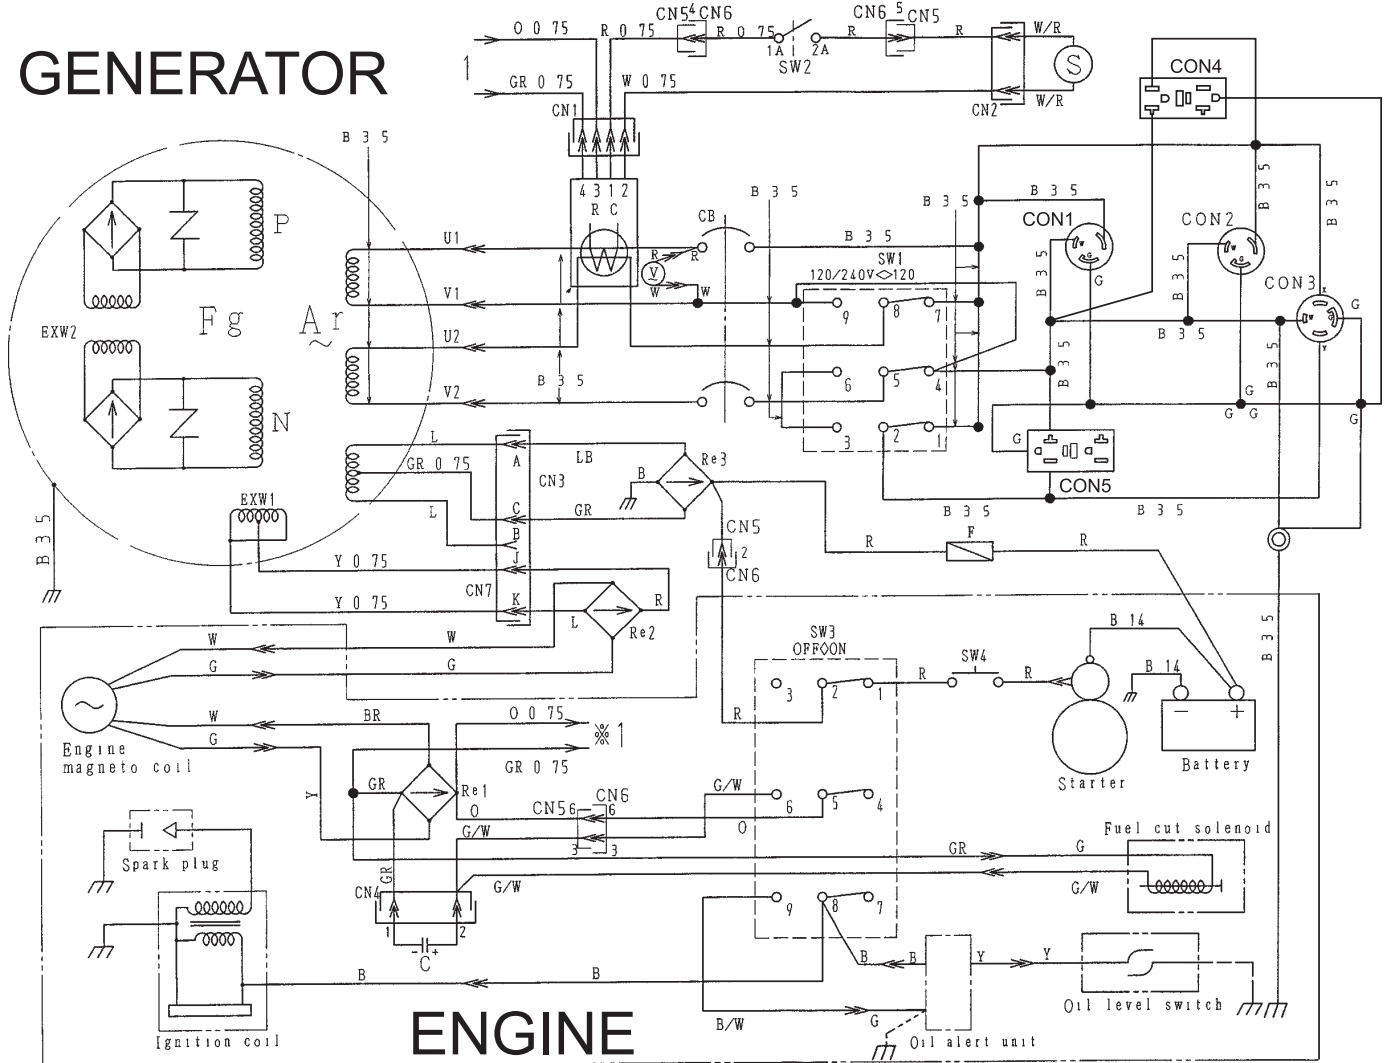 GENERATOR
O 0 75
R 0 75
CN5
4
CN6
R 0 75
1A
2A
SW2
R
CN6
5
CN5
R
W/R
S
1
GR 0 75
W 0 75
CN1
CN2
W/R
CON4
B 3 5
4 3 1 2
R C
B 3 5
CB
B 3 5
B 3 5
B 3 5
B 3 5
B 3 5
P
U1
R
R
V
W
W
B 3 5
SW1
120/240V<>120
CON1
CON2
CON3
W
G
X
Y
G
B 3 5
B 3 5
EXW2
Fg
Ar
~
V1
9 8 7
U2
B 3 5
B 3 5
B 3 5
B 3 5
V2
6 5 4
N
3 2 1
G
G
G
G
G
CON5
L
GR 0 75
L
A
CN3
C
B
J
K
CN7
LB
GR
B
Re3
B 3 5
B 3 5
EXW1
B 3 5
Y 0 75
Y 0 75
CN5
2
CN6
R
F
R
L
R
Re2
W
W
G
G
SW3
OFF◇ON
SW4
B 14
B 14
B 3 5
3 2 1
R
R
R
~
Engine
magneto coil
W
G
BR
O 0 75
※1
GR 0 75
Starter
− +
Battery
Y
GR
Re1
O
CN5
6
CN6
6
G/W
3
3
G/W
O
6 5 4
Fuel cut solenoid
GR
G
G/W
G/W
Spark plug
GR
CN4
1
2
- +
C
9 8 7
B
B
B
B
Y
Y
Oil level switch
B/W
G
Oil alert unit
Ignition coil
ENGINE